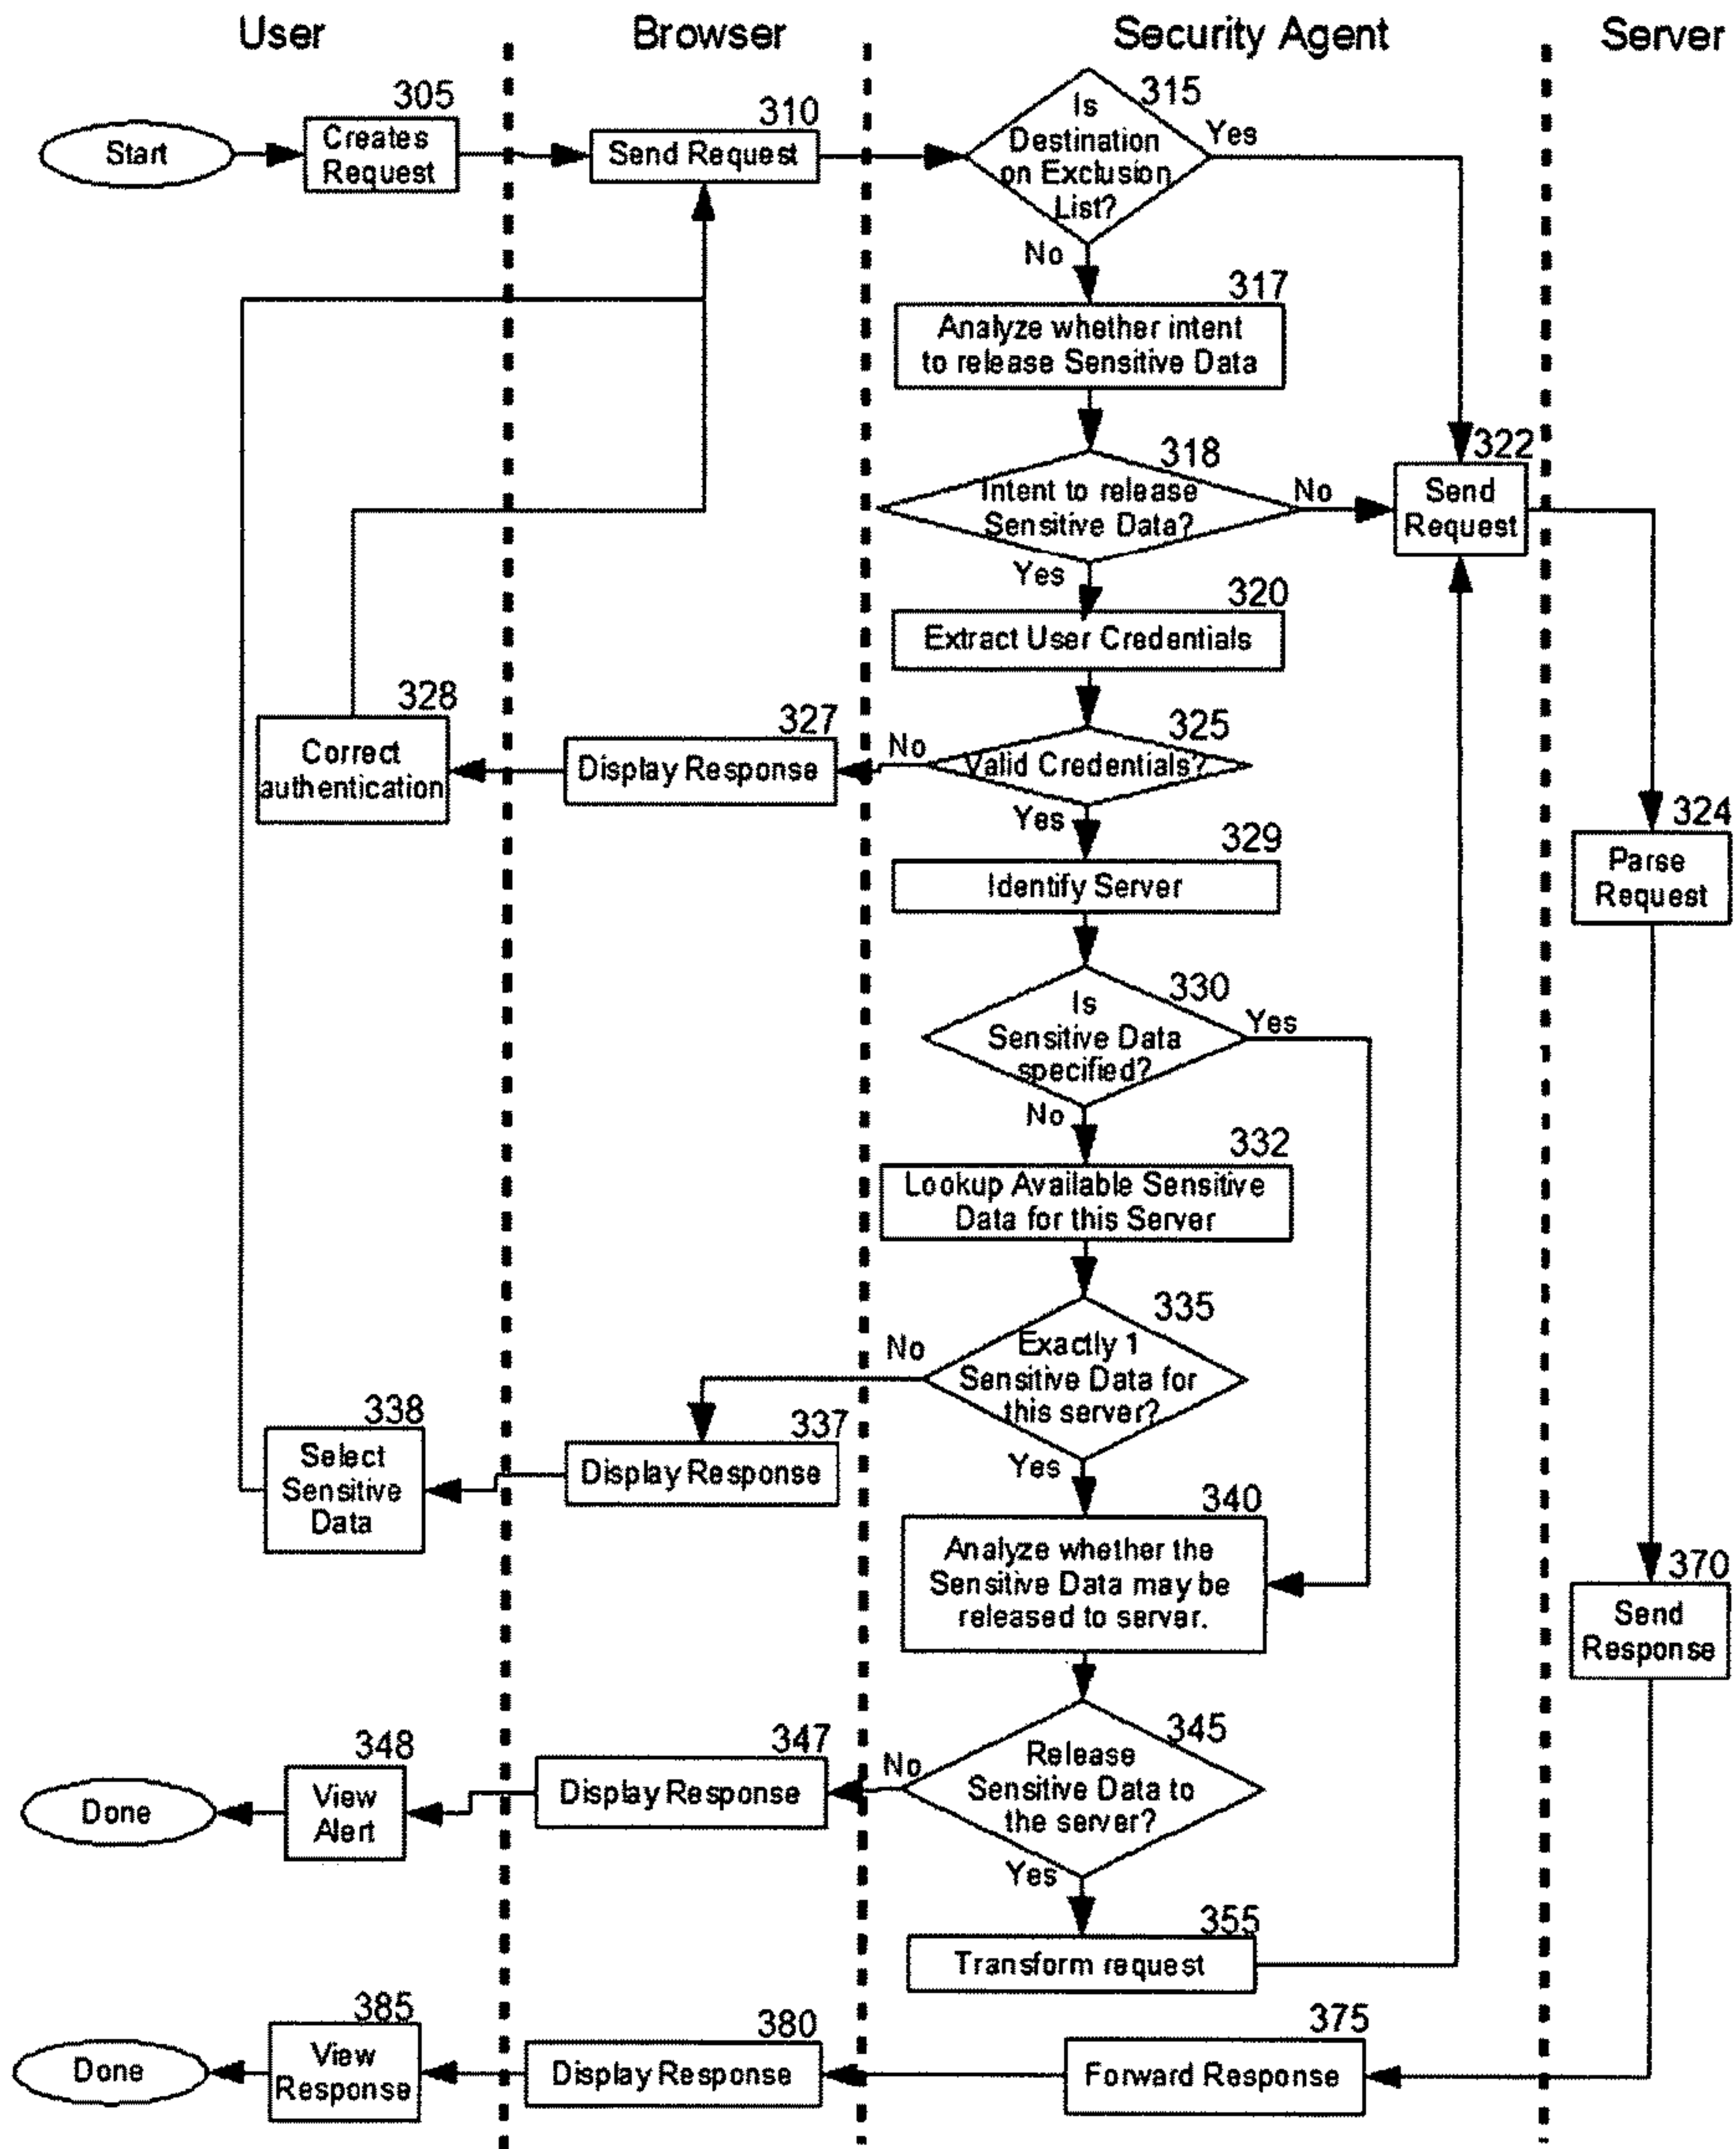 User
Browser
Security Agent
Server
Start
305
Creates
Request
310
Send Request
315
Is
Destination
on Exclusion
List?
Yes
No
317
Analyze whether intent
to release Sensitive Data
318
Intent to release
Sensitive Data?
No
Yes
322
Send
Request
320
Extract User Credentials
325
Valid Credentials?
No
Yes
327
Display Response
328
Correct
authentication
324
Parse
Request
329
Identify Server
330
Is
Sensitive Data
specified?
Yes
No
332
Lookup Available Sensitive
Data for this Server
335
Exactly 1
Sensitive Data for
this server?
No
Yes
337
Display Response
338
Select
Sensitive
Data
340
Analyze whether the
Sensitive Data may be
released to server.
370
Send
Response
345
Release
Sensitive Data to
the server?
No
Yes
347
Display Response
348
View
Alert
Done
355
Transform request
375
Forward Response
380
Display Response
385
View
Response
Done